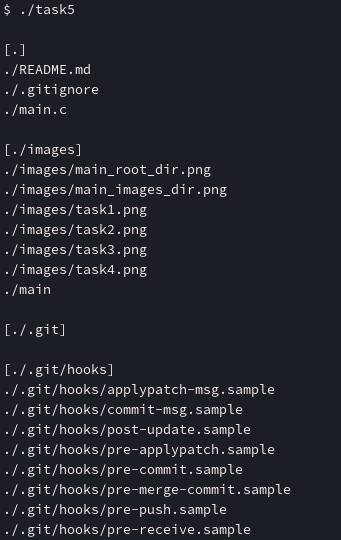 $ ./task5
[.]
./README.md
./.gitignore
./main.c
[./images]
./images/main_root_dir.png
./images/main_images_dir.png
./images/task1.png
./images/task2.png
./images/task3.png
./images/task4.png
./main
[./.git]
[./.git/hooks]
./.git/hooks/applypatch-msg.sample
./.git/hooks/commit-msg.sample
./.git/hooks/post-update.sample
./.git/hooks/pre-applypatch.sample
./.git/hooks/pre-commit.sample
./.git/hooks/pre-merge-commit.sample
./.git/hooks/pre-push.sample
./.git/hooks/pre-receive.sample